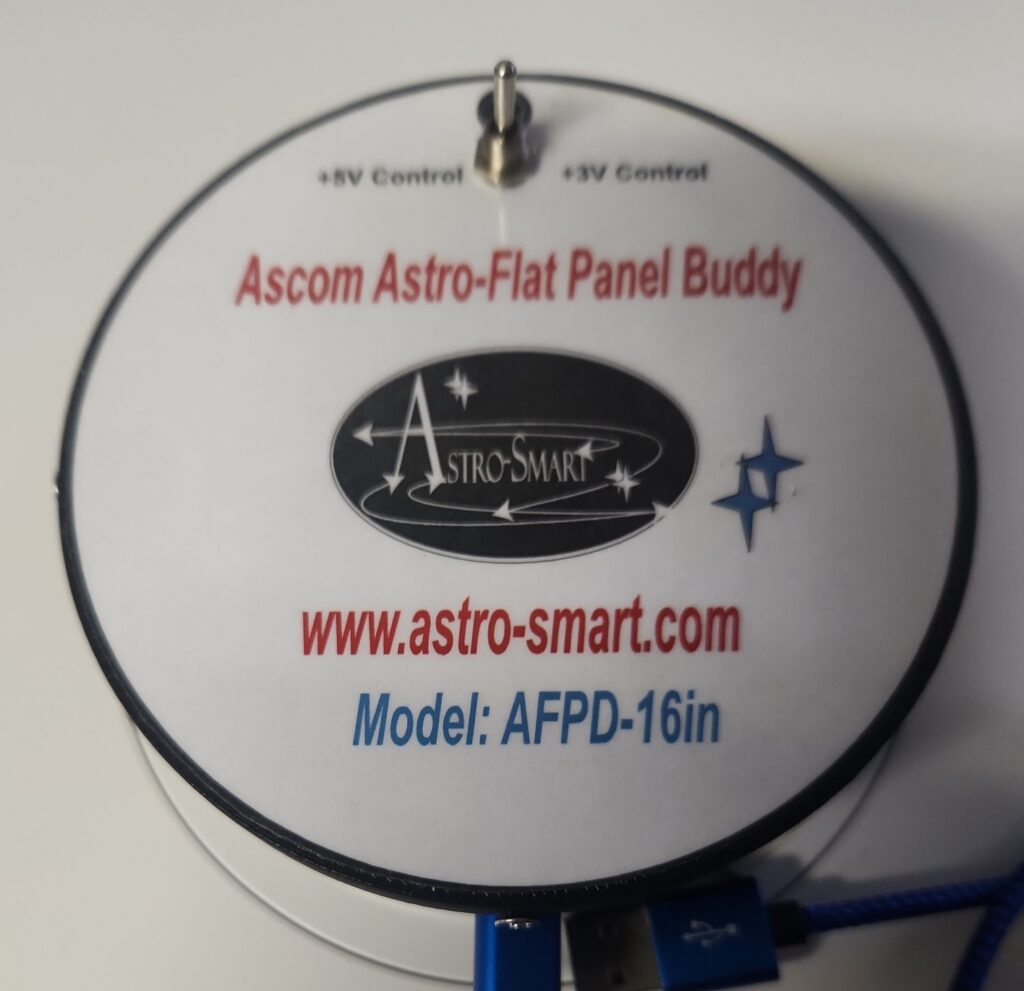 +5V Control +3V Control
Ascom Astro-Flat Panel Buddy
ASTRO-SMART
www.astro-smart.com
Model: AFPD-16in